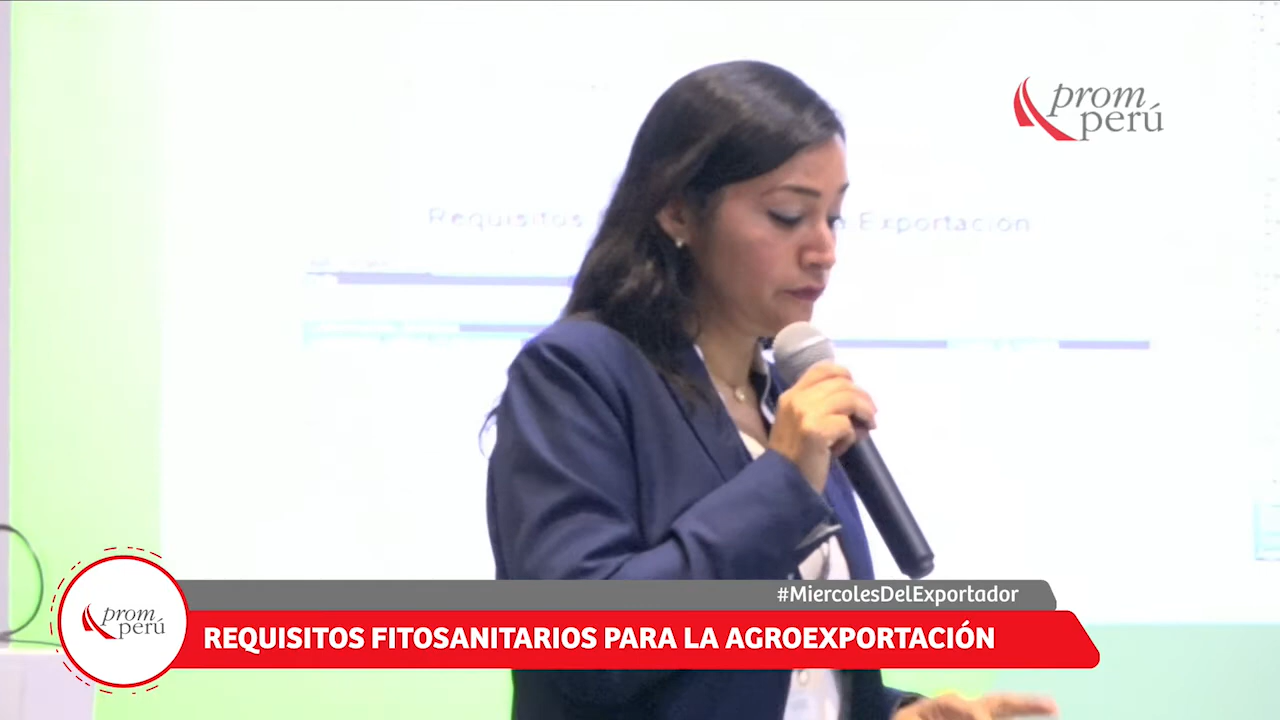 prom
perú
Requisitos
Exportación
#MiercolesDelExportador
prom
perú
REQUISITOS FITOSANITARIOS PARA LA AGROEXPORTACIÓN